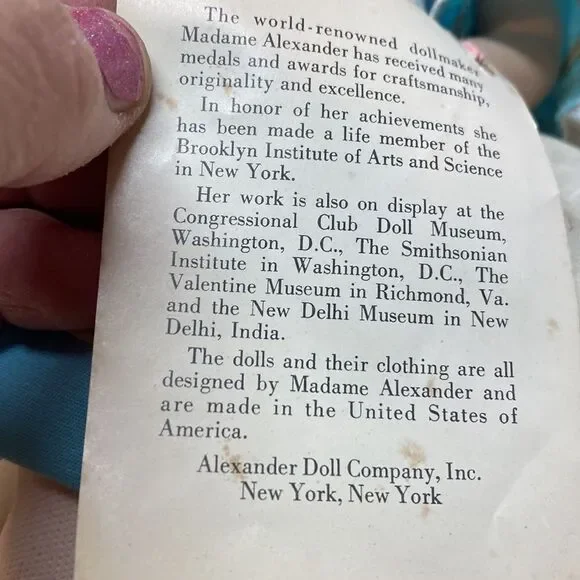 The world-renowned dollmaker
Madame Alexander has received many
medals and awards for craftsmanship,
originality and excellence.
In honor of her achievements she
has been made a life member of the
Brooklyn Institute of Arts and Science
in New York.
Her work is also on display at the
Congressional Club Doll Museum,
Washington, D.C., The Smithsonian
Institute in Washington, D.C., The
Valentine Museum in Richmond, Va.
and the New Delhi Museum in New
Delhi, India.
The dolls and their clothing are all
designed by Madame Alexander and
are made in the United States of
America.
Alexander Doll Company, Inc.
New York, New York